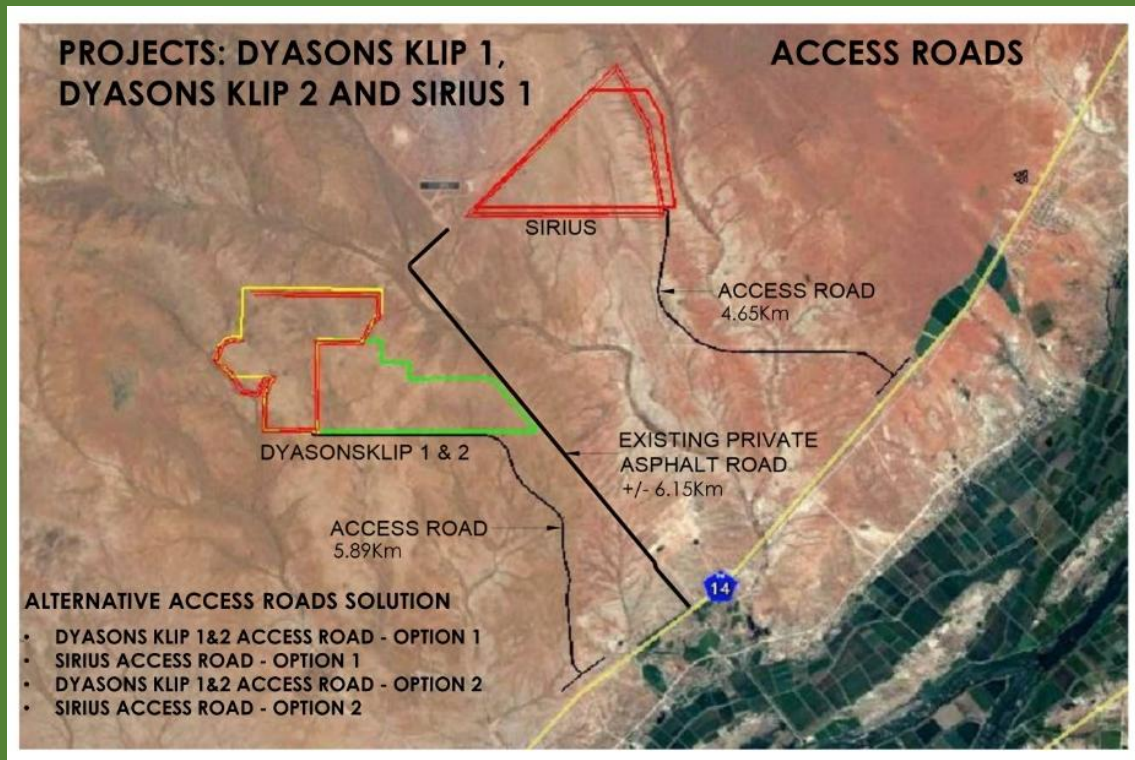 PROJECTS: DYASONS KLIP 1,
DYASONS KLIP 2 AND SIRIUS 1
ACCESS ROADS
SIRIUS
ACCESS ROAD
4.65Km
EXISTING PRIVATE
ASPHALT ROAD
+/- 6.15Km
DYASONSKLIP 1 & 2
ACCESS ROAD
5.89Km
N
14
ALTERNATIVE ACCESS ROADS SOLUTION
• DYASONS KLIP 1&2 ACCESS ROAD - OPTION 1
• SIRIUS ACCESS ROAD - OPTION 1
• DYASONS KLIP 1&2 ACCESS ROAD - OPTION 2
• SIRIUS ACCESS ROAD - OPTION 2